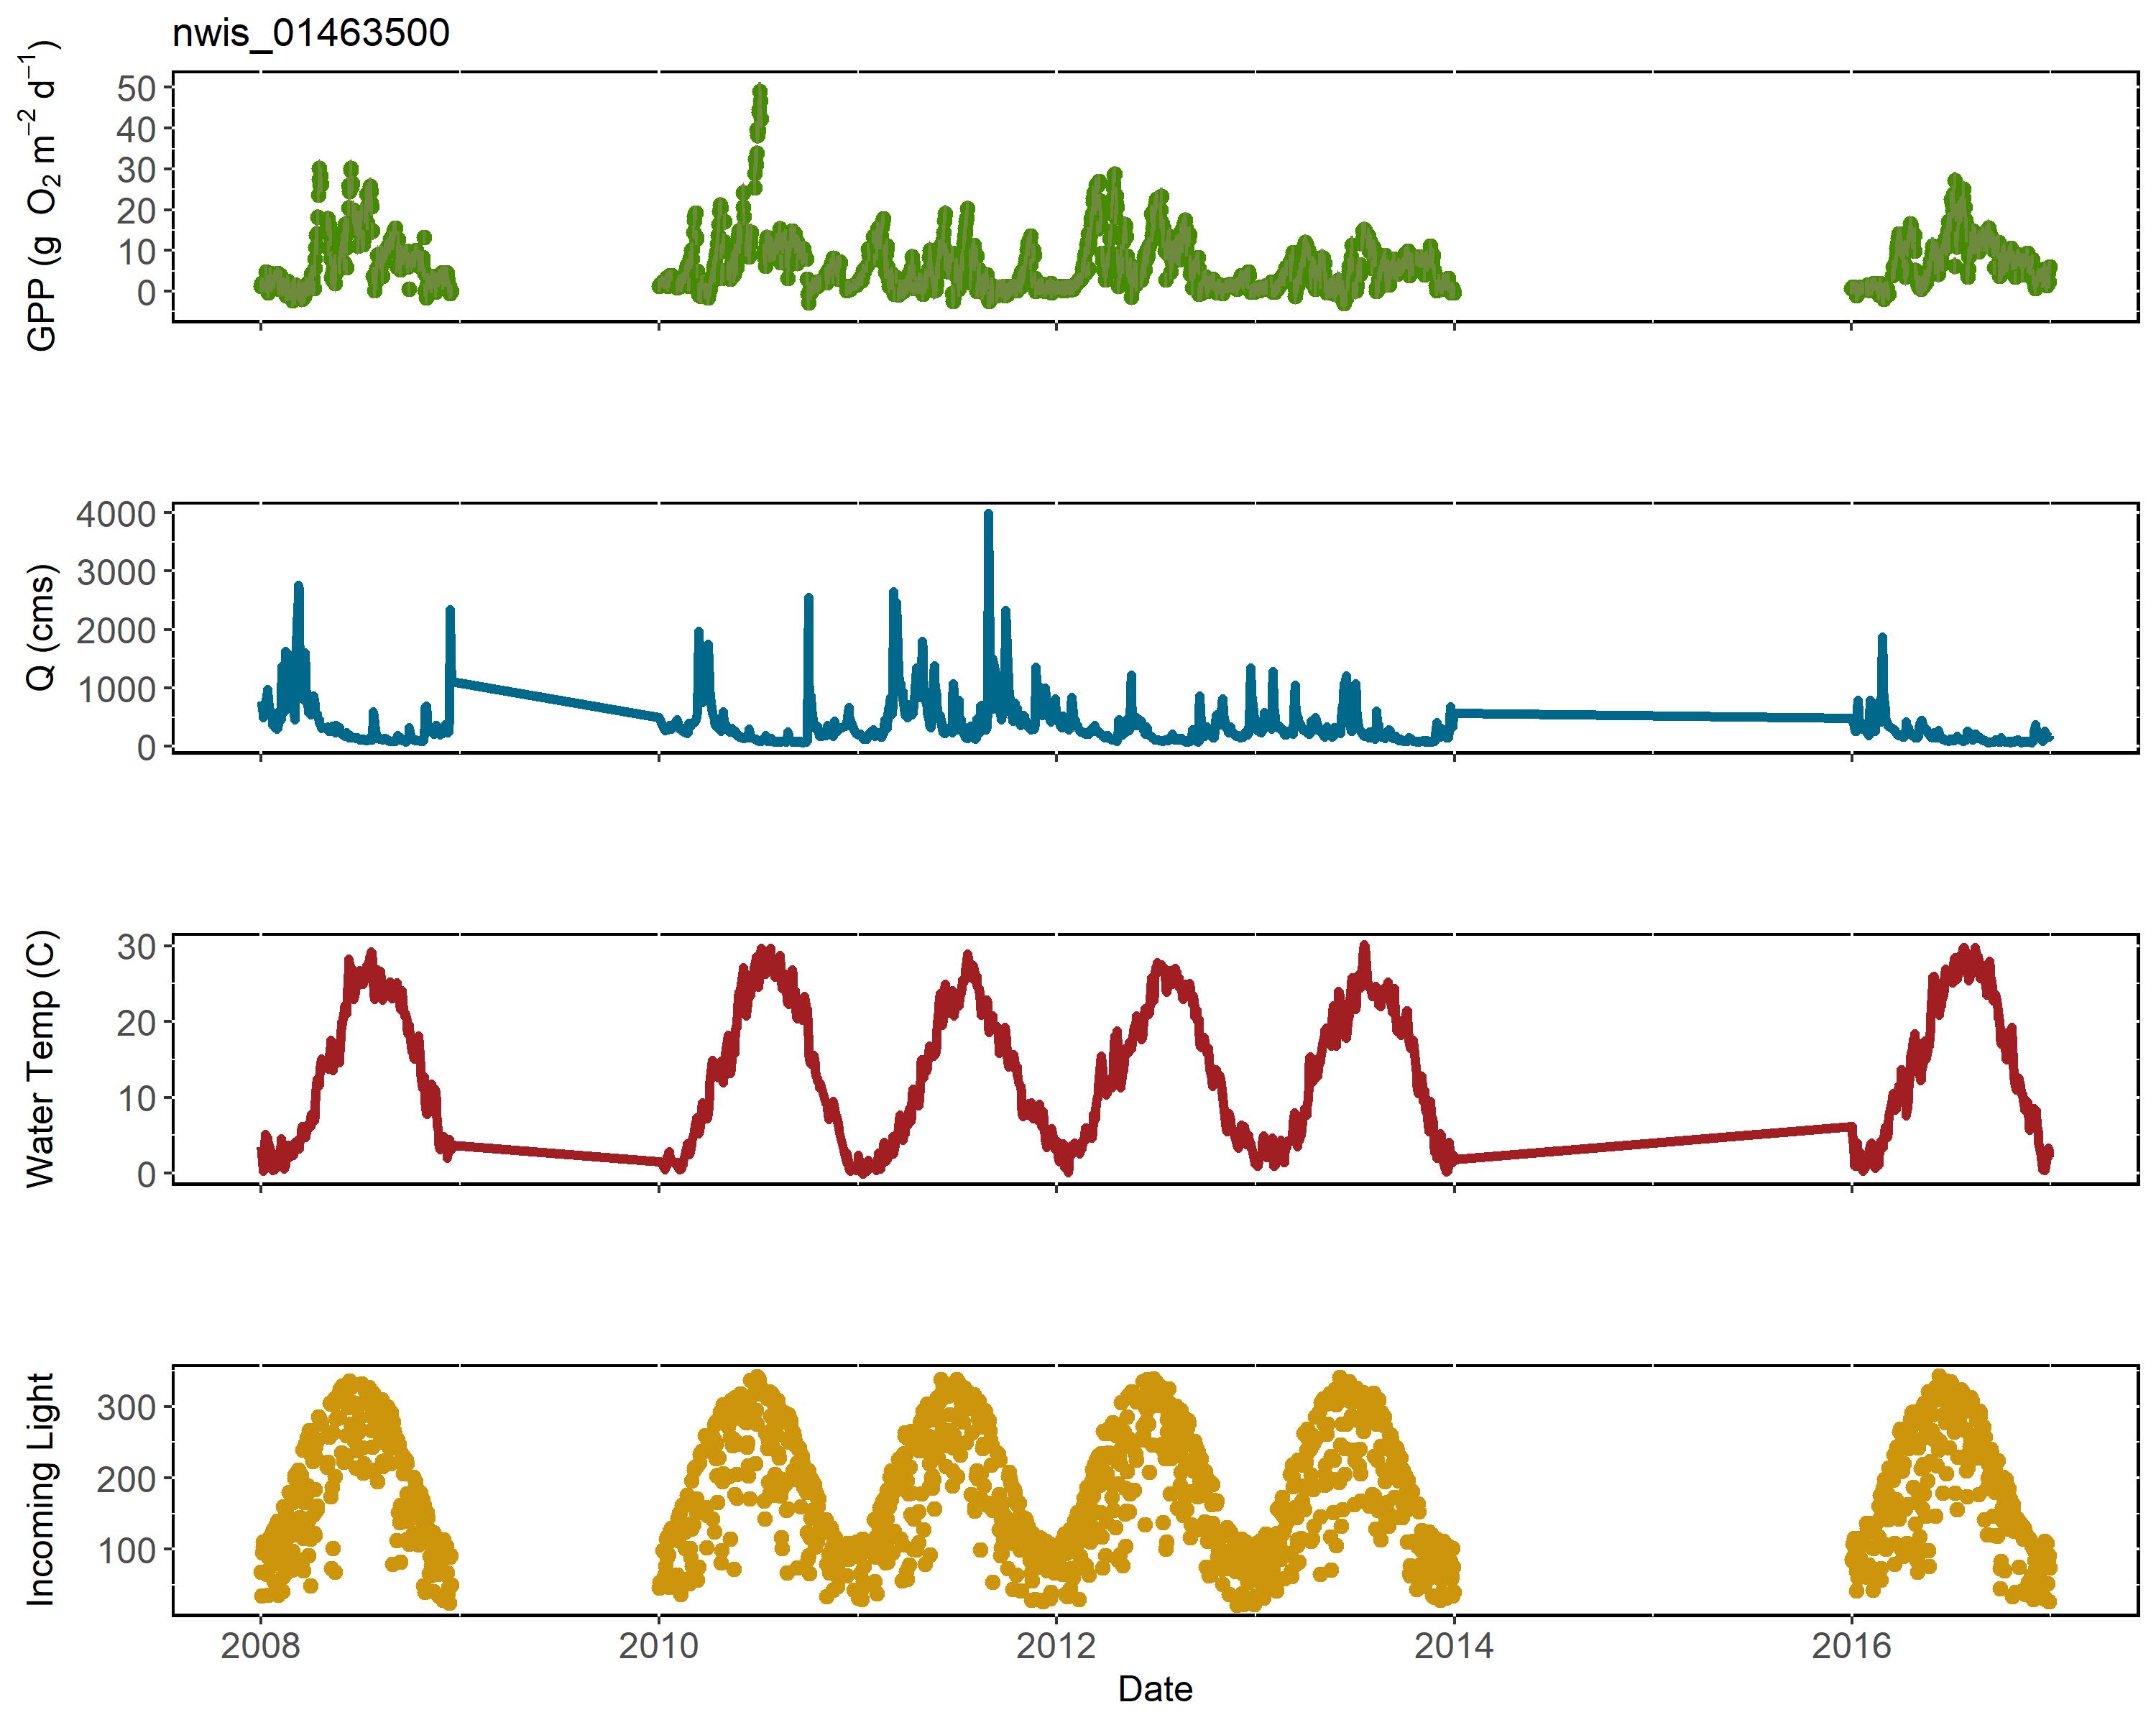 nwis_01463500
GPP (g O₂ m⁻² d⁻¹)
50
40
30
20
10
0
Q (cms)
4000
3000
2000
1000
0
Water Temp (C)
30
20
10
0
Incoming Light
300
200
100
2008 2010 2012 2014 2016
Date